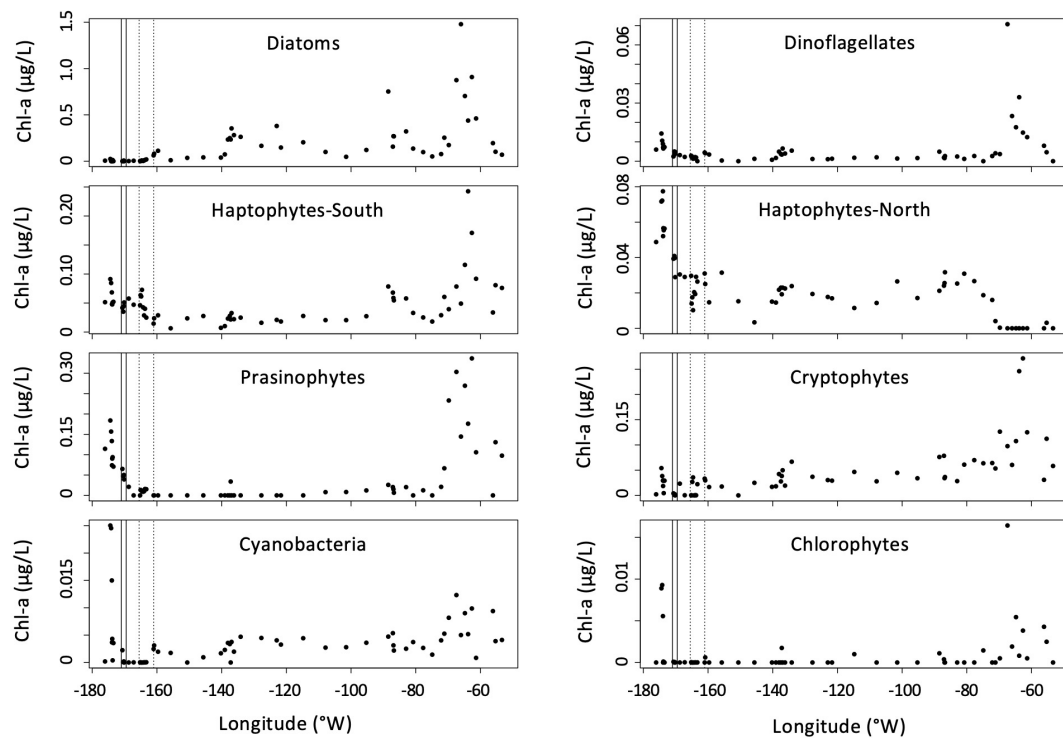 Diatoms
Chl-a (µg/L)
1.5
1.0
0.5
0
Dinoflagellates
Chl-a (µg/L)
0.06
0.03
0
Haptophytes-South
Chl-a (µg/L)
0.20
0.10
0
Haptophytes-North
Chl-a (µg/L)
0.08
0.04
0
Prasinophytes
Chl-a (µg/L)
0.30
0.15
0
Cryptophytes
Chl-a (µg/L)
0.15
0
Cyanobacteria
Chl-a (µg/L)
0.015
0
Chlorophytes
Chl-a (µg/L)
0.01
0
-180 -160 -140 -120 -100 -80 -60
Longitude (°W)
-180 -160 -140 -120 -100 -80 -60
Longitude (°W)